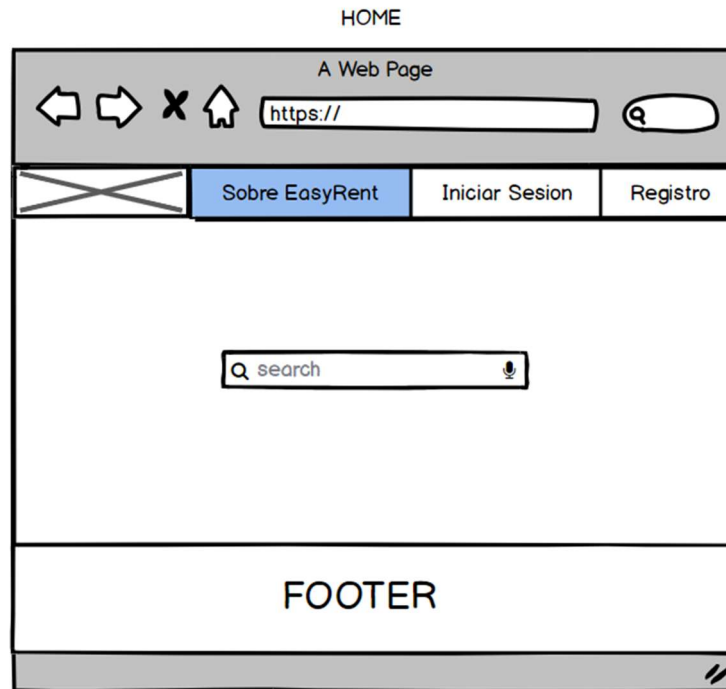 HOME
A Web Page
https://
Sobre EasyRent Iniciar Sesion Registro
search
FOOTER